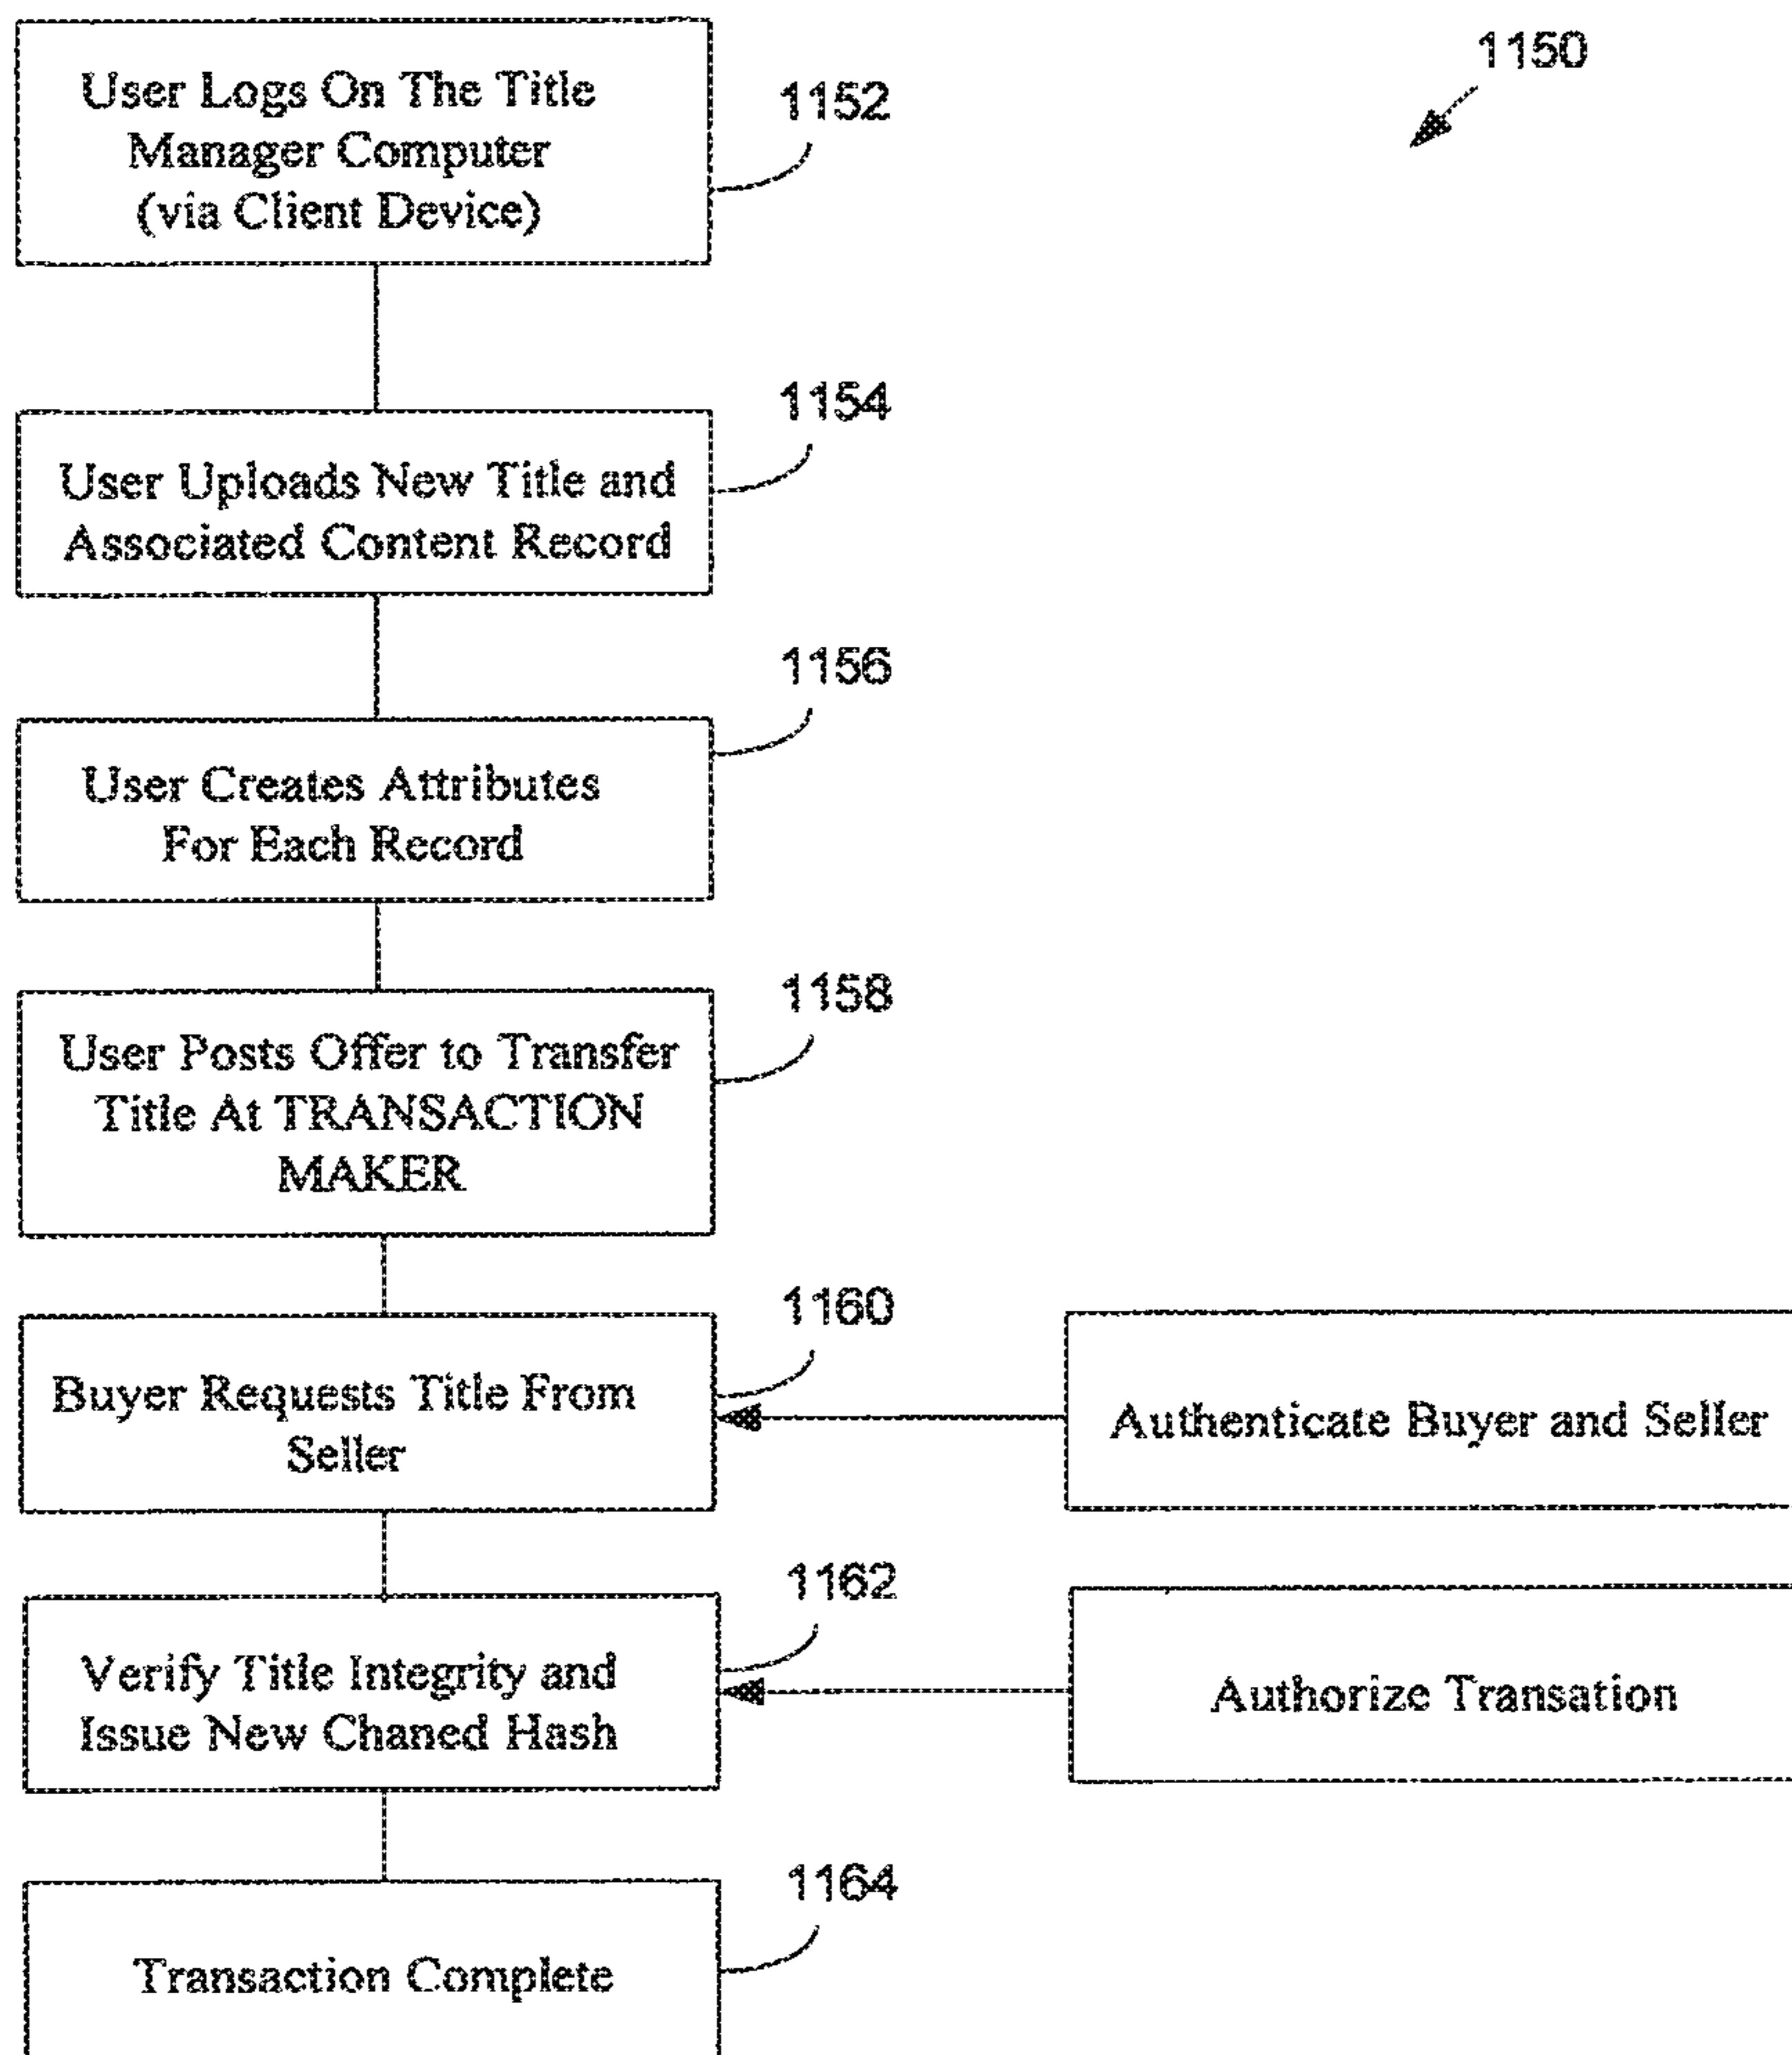 1150
User Logs On The Title
Manager Computer
(via Client Device)
1152
User Uploads New Title and
Associated Content Record
1154
User Creates Attributes
For Each Record
1156
User Posts Offer to Transfer
Title At TRANSACTION
MAKER
1158
Buyer Requests Title From
Seller
1160
Authenticate Buyer and Seller
Verify Title Integrity and
Issue New Chaned Hash
1162
Authorize Transation
Transaction Complete
1164